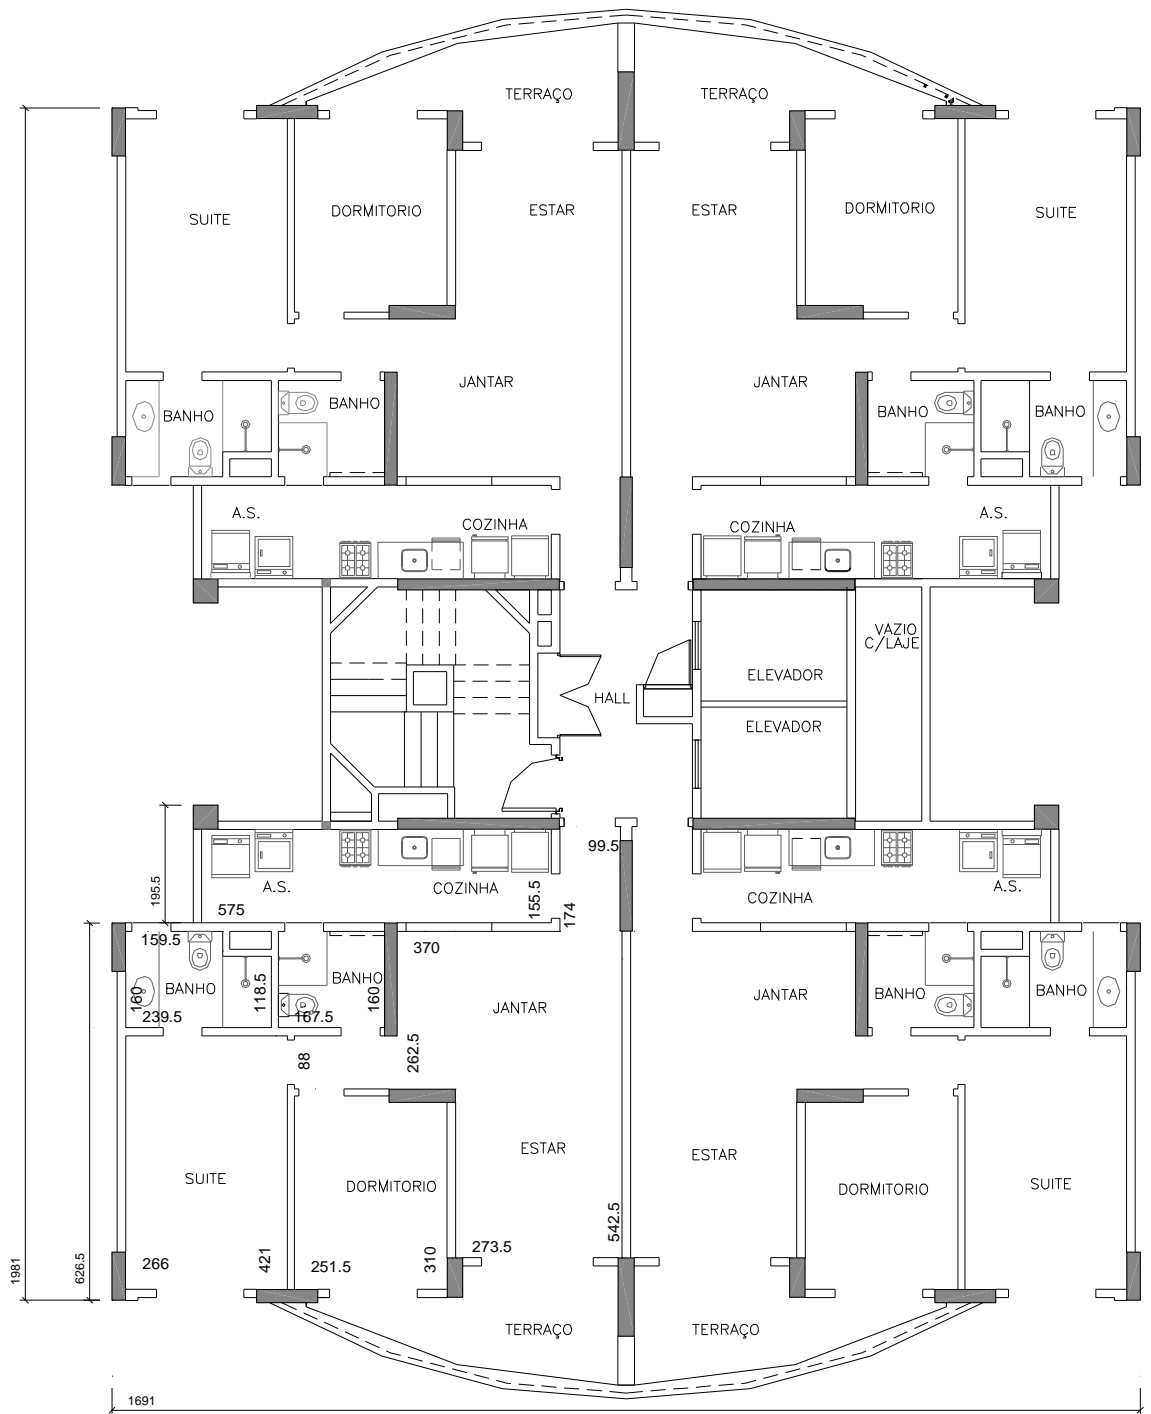 TERRAÇO
TERRAÇO
SUITE
DORMITORIO
ESTAR
ESTAR
DORMITORIO
SUITE
JANTAR
JANTAR
BANHO
BANHO
BANHO
BANHO
A.S.
COZINHA
COZINHA
A.S.
VAZIO
C/LAJE
ELEVADOR
HALL
ELEVADOR
99.5
195.5
A.S.
COZINHA
155.5
174
COZINHA
A.S.
575
159.5
370
BANHO
118.5
BANHO
160
160
239.5
167.5
JANTAR
JANTAR
BANHO
BANHO
88
262.5
SUITE
DORMITORIO
ESTAR
ESTAR
DORMITORIO
SUITE
542.5
1981
626.5
266
421
251.5
310
273.5
TERRAÇO
TERRAÇO
1691